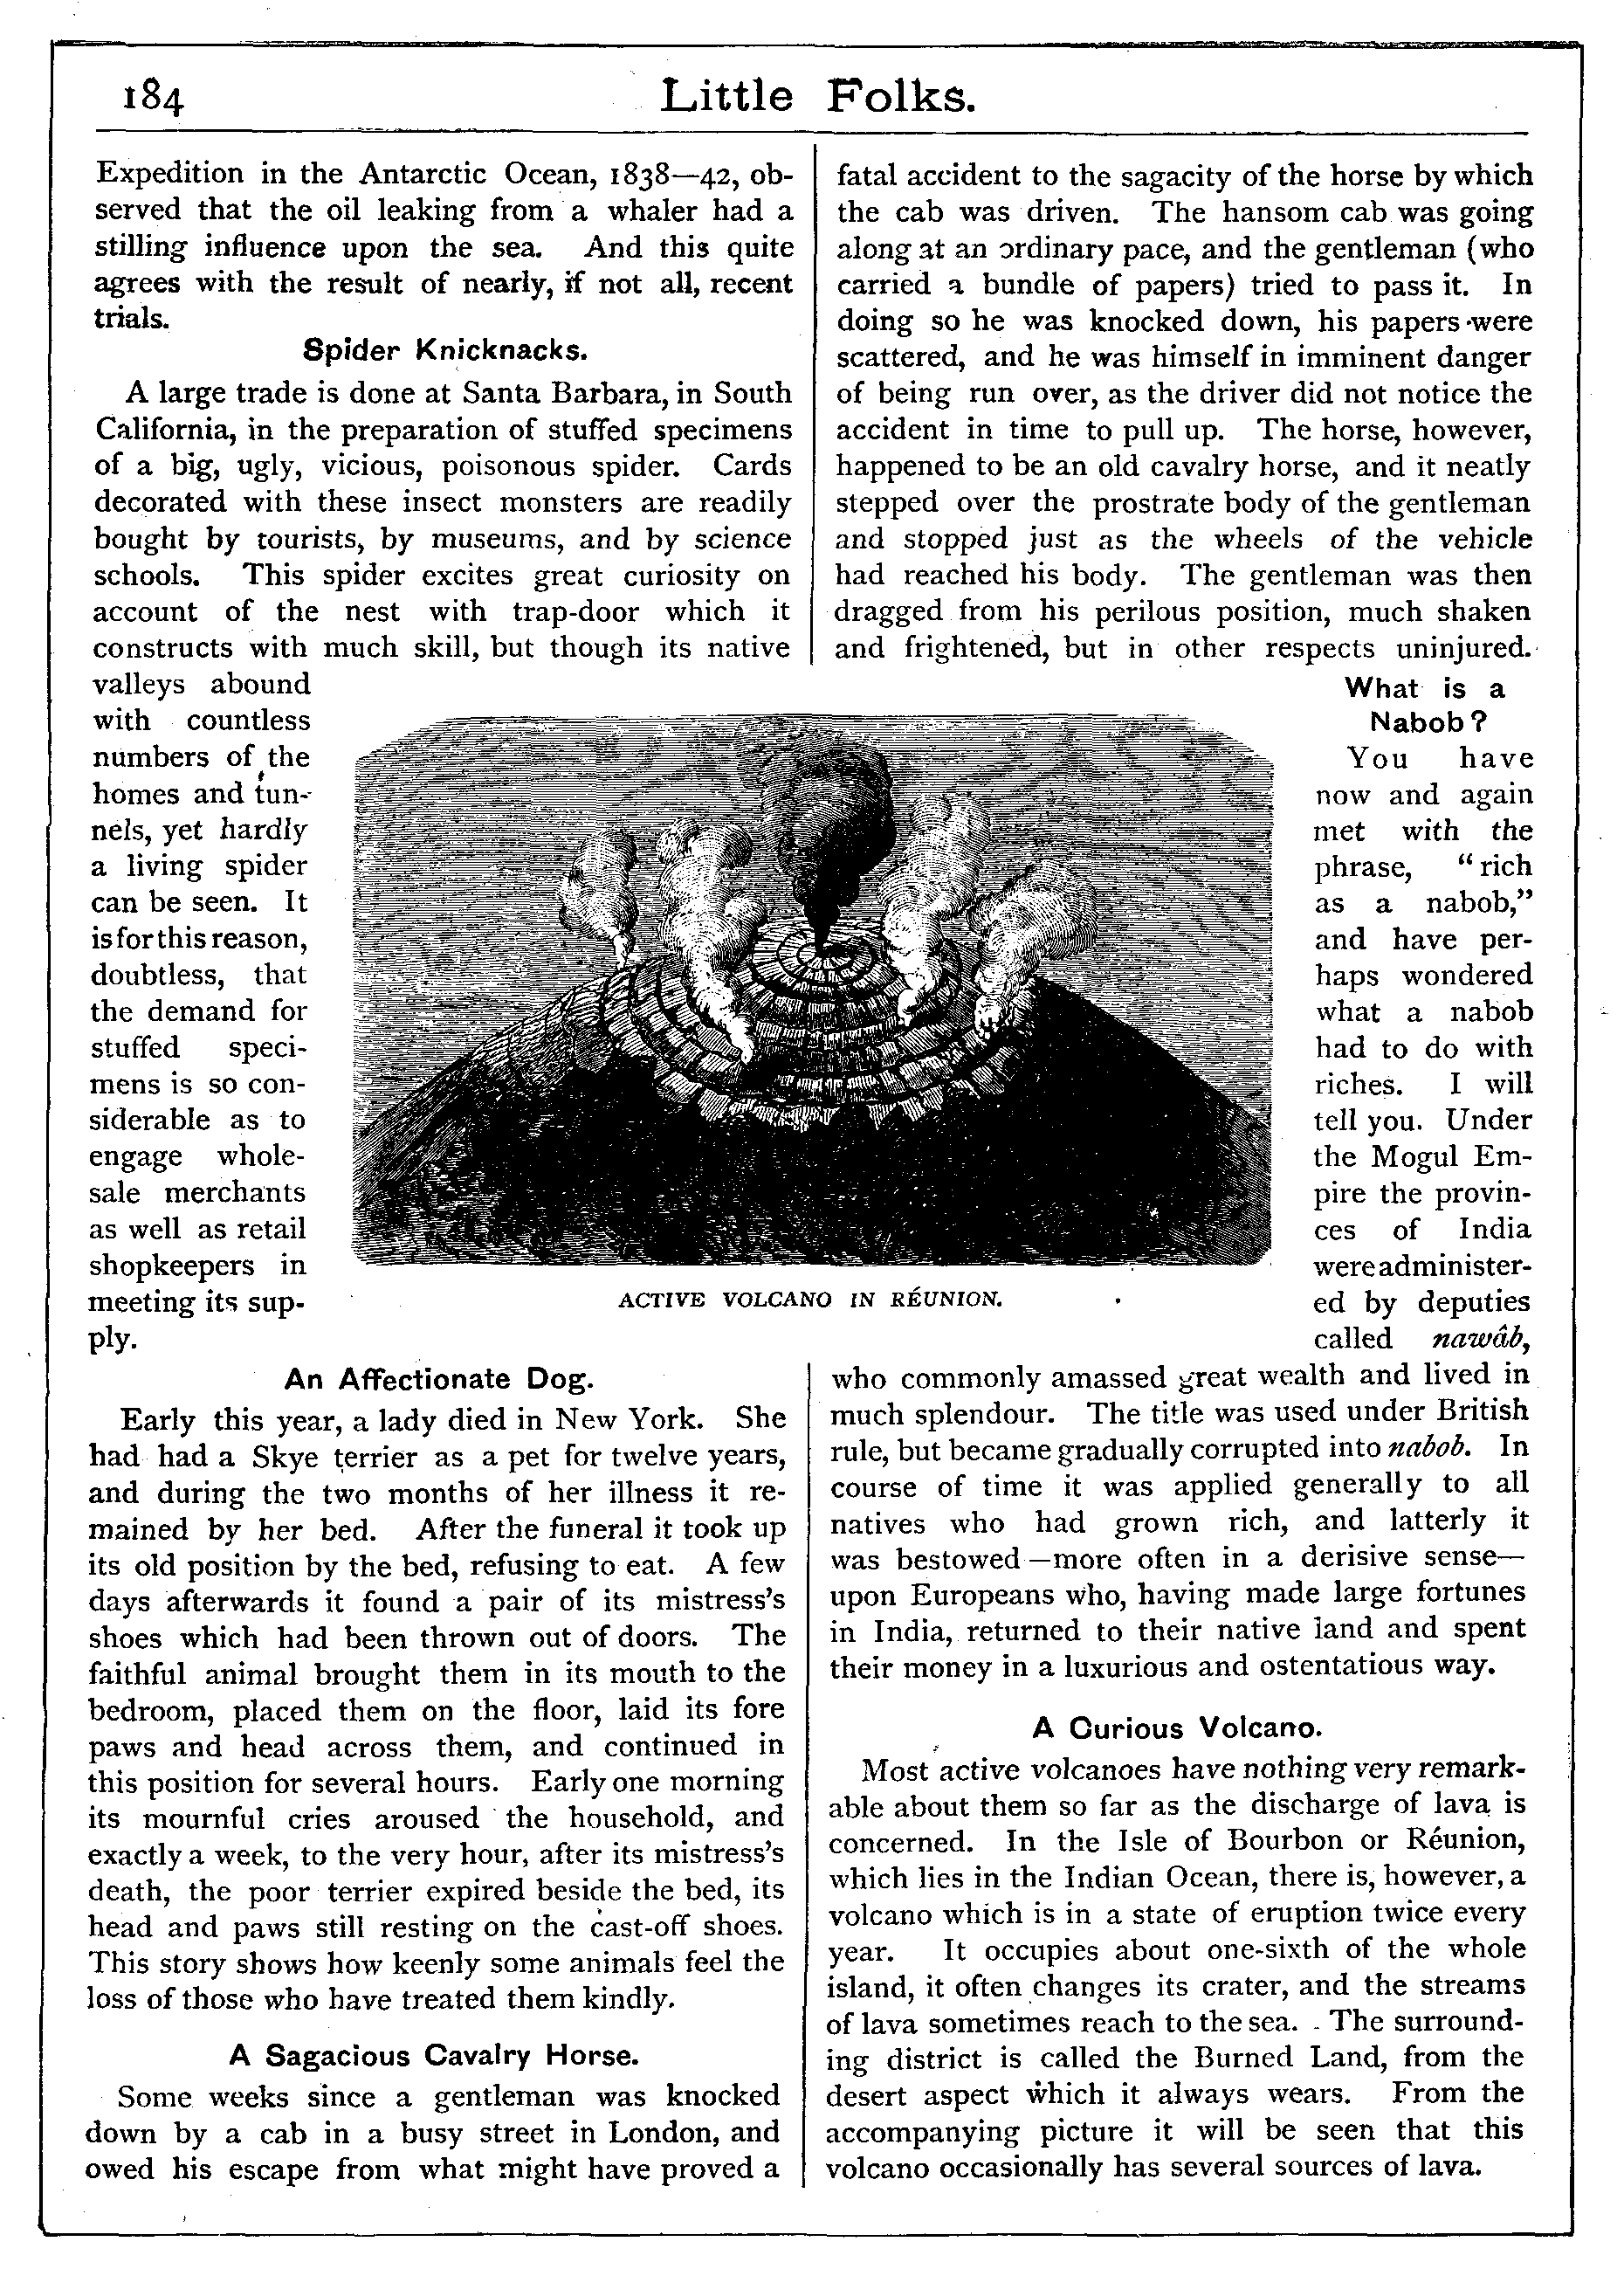 184
Little Folks.
Expedition in the Antarctic Ocean, 1838—42, ob-
served that the oil leaking from a whaler had a
stilling influence upon the sea. And this quite
agrees with the result of nearly, if not all, recent
trials.
Spider Knicknacks.
A large trade is done at Santa Barbara, in South
California, in the preparation of stuffed specimens
of a big, ugly, vicious, poisonous spider. Cards
decorated with these insect monsters are readily
bought by tourists, by museums, and by science
schools. This spider excites great curiosity on
account of the nest with trap-door which it
constructs with much skill, but though its native
valleys abound
with countless
numbers of the
homes and tun-
nels, yet hardly
a living spider
can be seen. It
is for this reason,
doubtless, that
the demand for
stuffed speci-
mens is so con-
siderable as to
engage whole-
sale merchants
as well as retail
shopkeepers in
meeting its sup-
ply.
An Affectionate Dog.
Early this year, a lady died in New York. She
had had a Skye terrier as a pet for twelve years,
and during the two months of her illness it re-
mained by her bed. After the funeral it took up
its old position by the bed, refusing to eat. A few
days afterwards it found a pair of its mistress's
shoes which had been thrown out of doors. The
faithful animal brought them in its mouth to the
bedroom, placed them on the floor, laid its fore
paws and head across them, and continued in
this position for several hours. Early one morning
its mournful cries aroused the household, and
exactly a week, to the very hour, after its mistress's
death, the poor terrier expired beside the bed, its
head and paws still resting on the cast-off shoes.
This story shows how keenly some animals feel the
loss of those who have treated them kindly.
A Sagacious Cavalry Horse.
Some weeks since a gentleman was knocked
down by a cab in a busy street in London, and
owed his escape from what might have proved a
fatal accident to the sagacity of the horse by which
the cab was driven. The hansom cab was going
along at an ordinary pace, and the gentleman (who
carried a bundle of papers) tried to pass it. In
doing so he was knocked down, his papers were
scattered, and he was himself in imminent danger
of being run over, as the driver did not notice the
accident in time to pull up. The horse, however,
happened to be an old cavalry horse, and it neatly
stepped over the prostrate body of the gentleman
and stopped just as the wheels of the vehicle
had reached his body. The gentleman was then
dragged from his perilous position, much shaken
and frightened, but in other respects uninjured.
ACTIVE VOLCANO IN RÉUNION.
What is a
Nabob?
You have
now and again
met with the
phrase, "rich
as a nabob,"
and have per-
haps wondered
what a nabob
had to do with
riches. I will
tell you. Under
the Mogul Em-
pire the provin-
ces of India
were administer-
ed by deputies
called nawâb,
who commonly amassed great wealth and lived in
much splendour. The title was used under British
rule, but became gradually corrupted into nabob. In
course of time it was applied generally to all
natives who had grown rich, and latterly it
was bestowed—more often in a derisive sense—
upon Europeans who, having made large fortunes
in India, returned to their native land and spent
their money in a luxurious and ostentatious way.
A Curious Volcano.
Most active volcanoes have nothing very remark-
able about them so far as the discharge of lava is
concerned. In the Isle of Bourbon or Réunion,
which lies in the Indian Ocean, there is, however, a
volcano which is in a state of eruption twice every
year. It occupies about one-sixth of the whole
island, it often changes its crater, and the streams
of lava sometimes reach to the sea. The surround-
ing district is called the Burned Land, from the
desert aspect which it always wears. From the
accompanying picture it will be seen that this
volcano occasionally has several sources of lava.